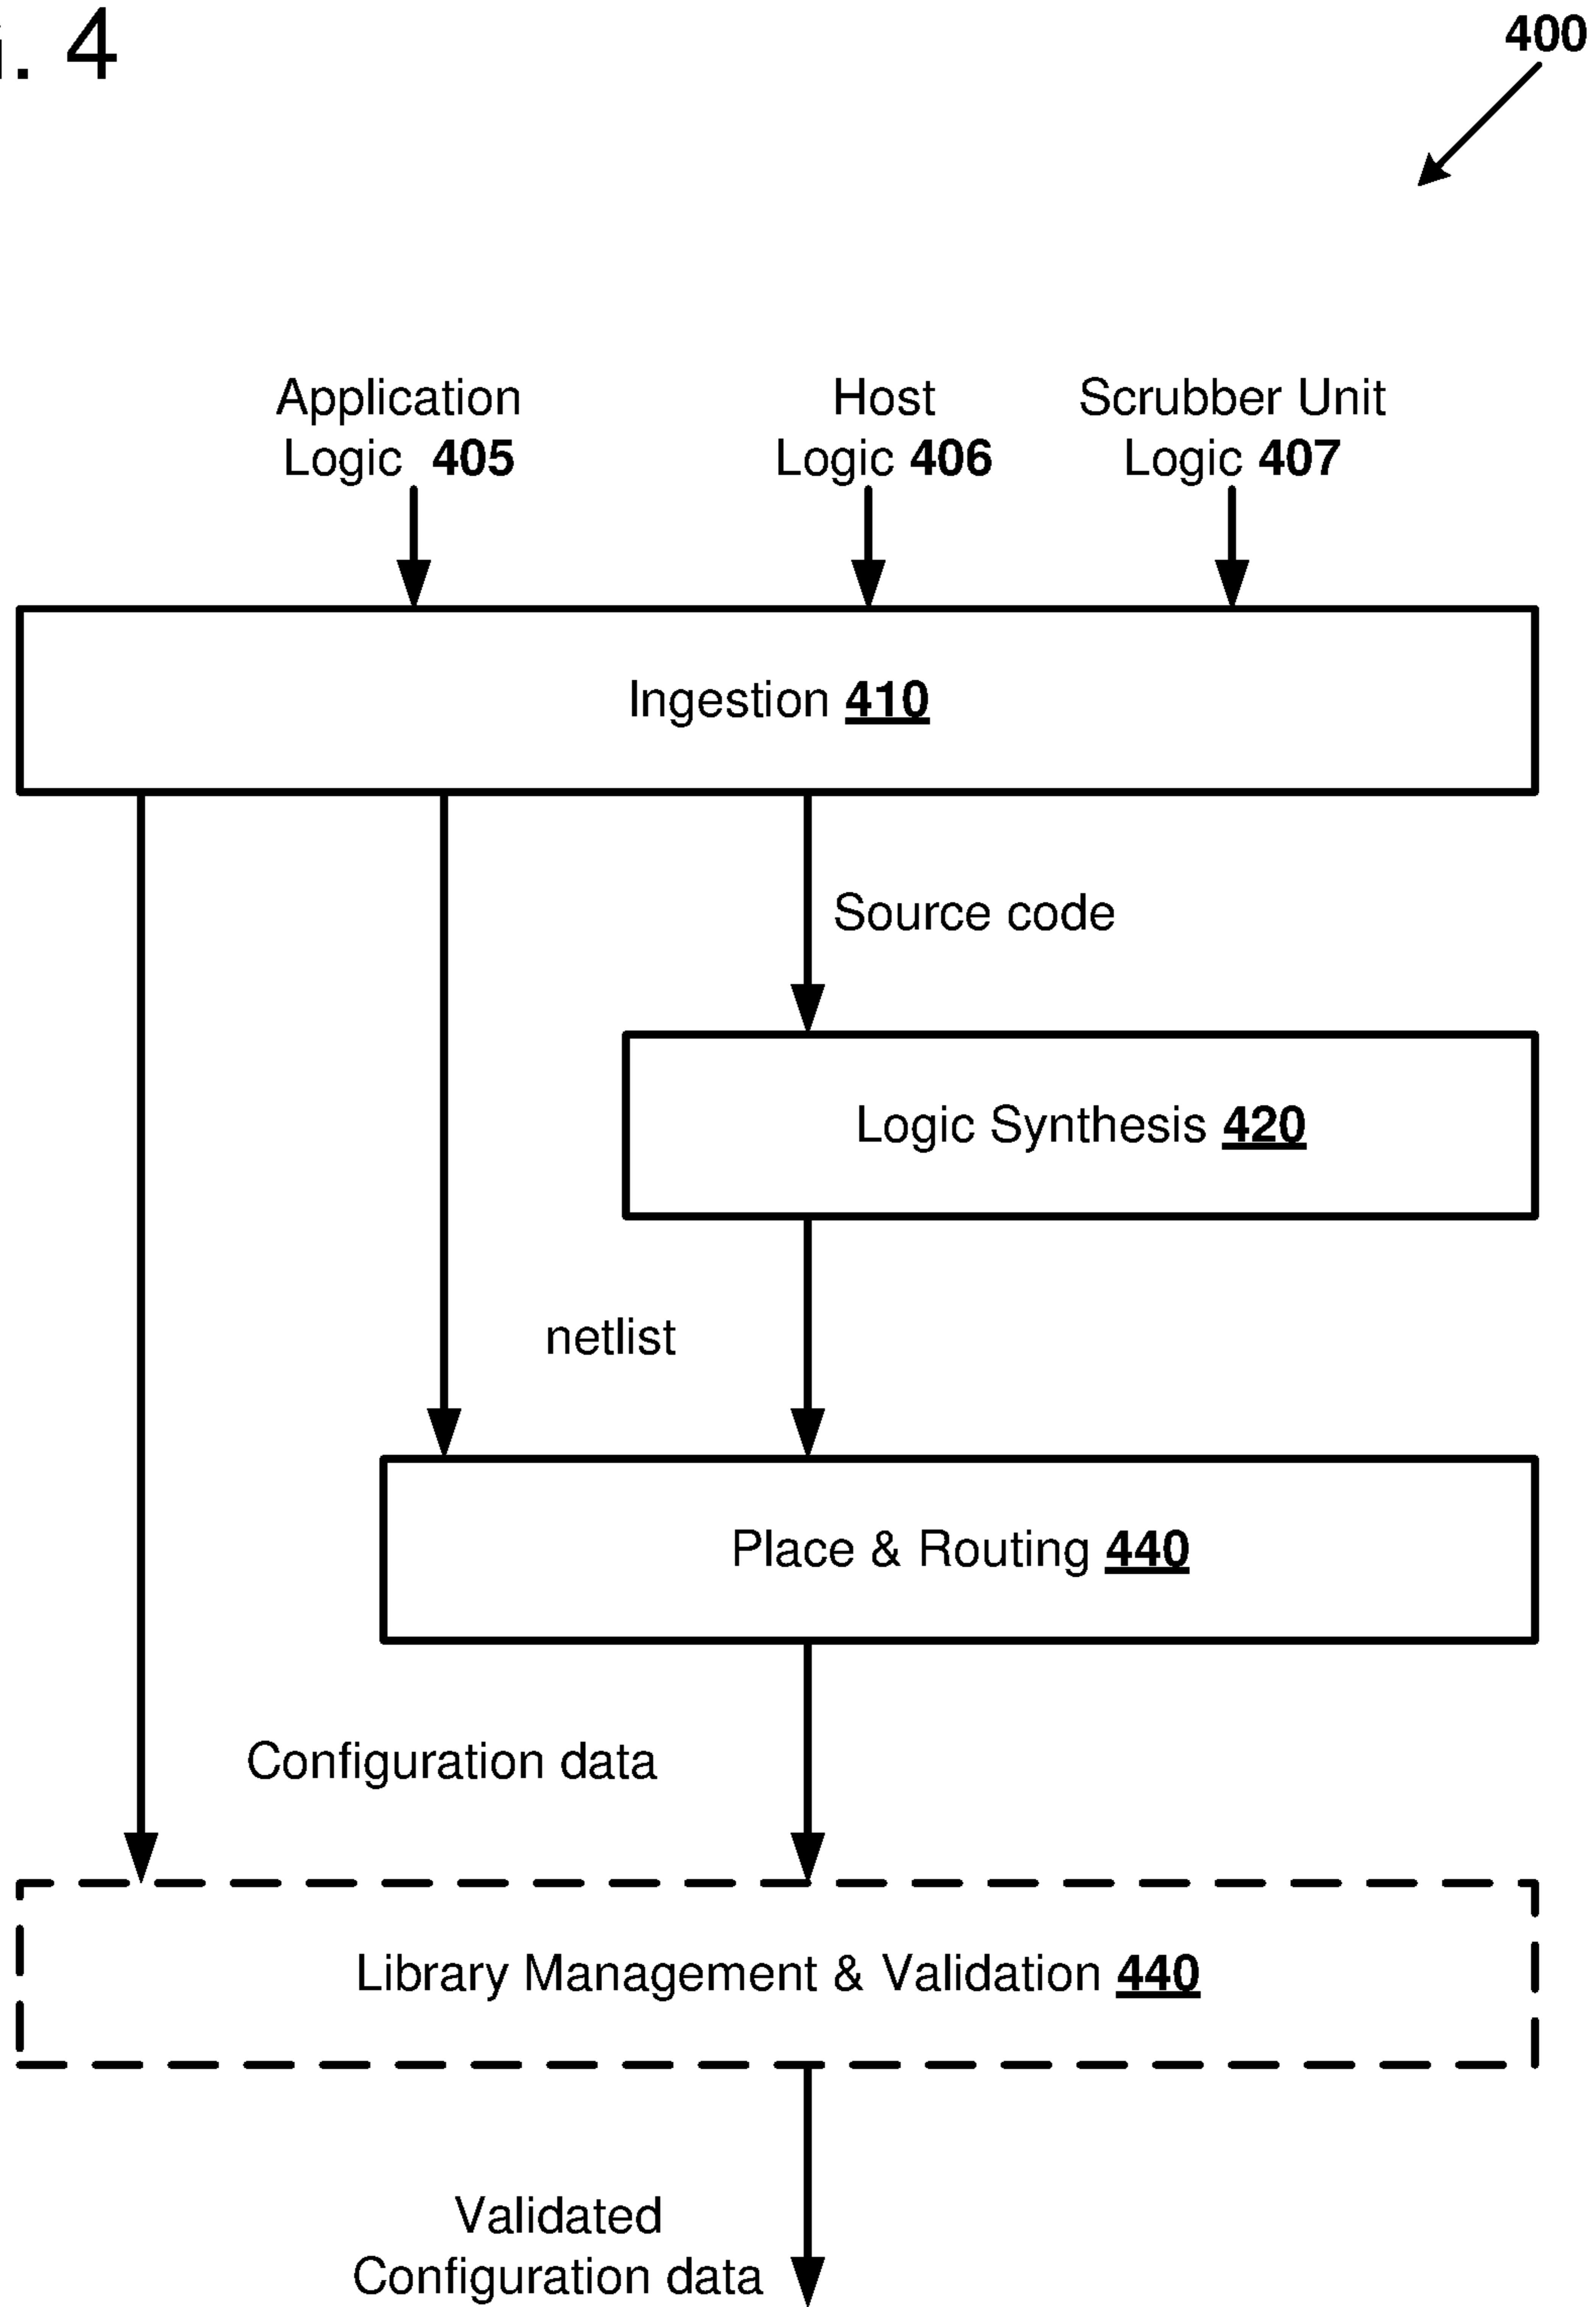 . 4
400
Application
Logic 405
Host
Logic 406
Scrubber Unit
Logic 407
Ingestion 410
Source code
Logic Synthesis 420
netlist
Place & Routing 440
Configuration data
Library Management & Validation 440
Validated
Configuration data